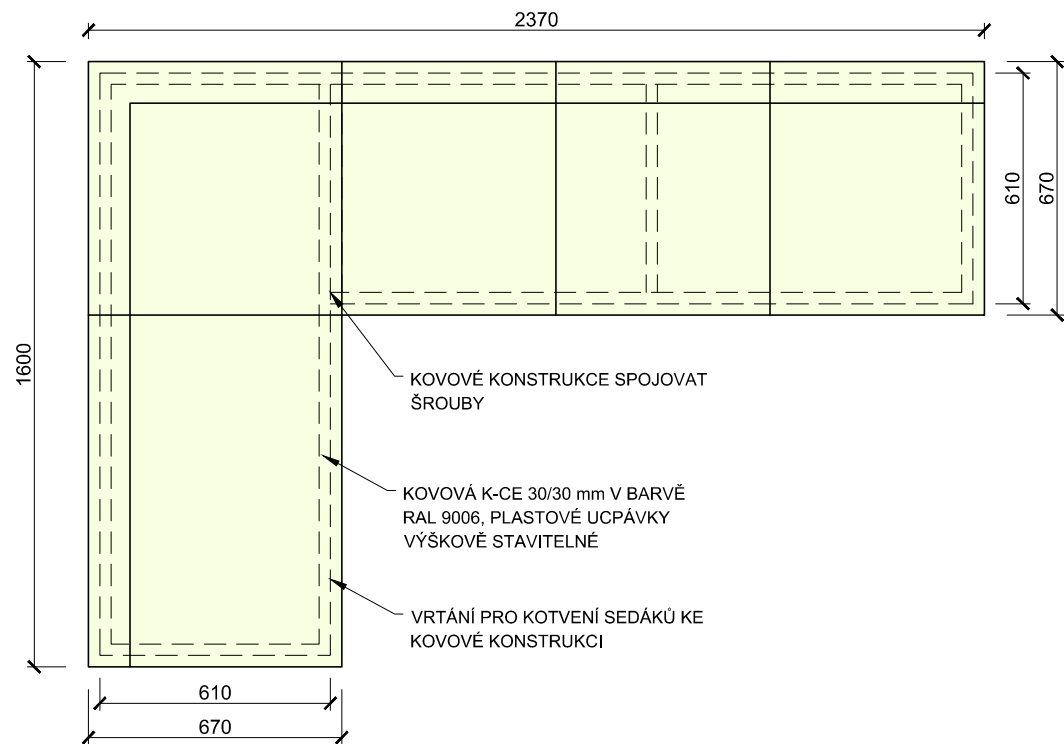 2370
610
670
1600
KOVOVÉ KONSTRUKCE SPOJOVAT
ŠROUBY
KOVOVÁ K-CE 30/30 mm V BARVĚ
RAL 9006, PLASTOVÉ UCPÁVKY
VÝŠKOVĚ STAVITELNÉ
VRTÁNÍ PRO KOTVENÍ SEDÁKŮ KE
KOVOVÉ KONSTRUKCI
610
670